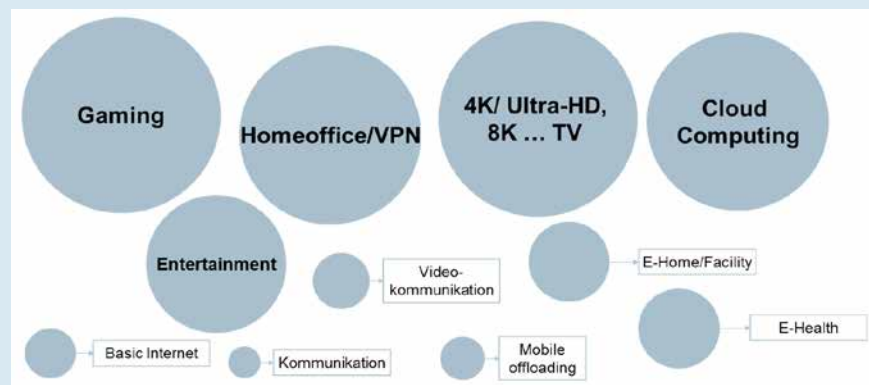 Gaming
Homeoffice/VPN
4K/ Ultra-HD,
8K ... TV
Cloud
Computing
Entertainment
Video-
kommunikation
E-Home/Facility
Basic Internet
Kommunikation
Mobile
offloading
E-Health